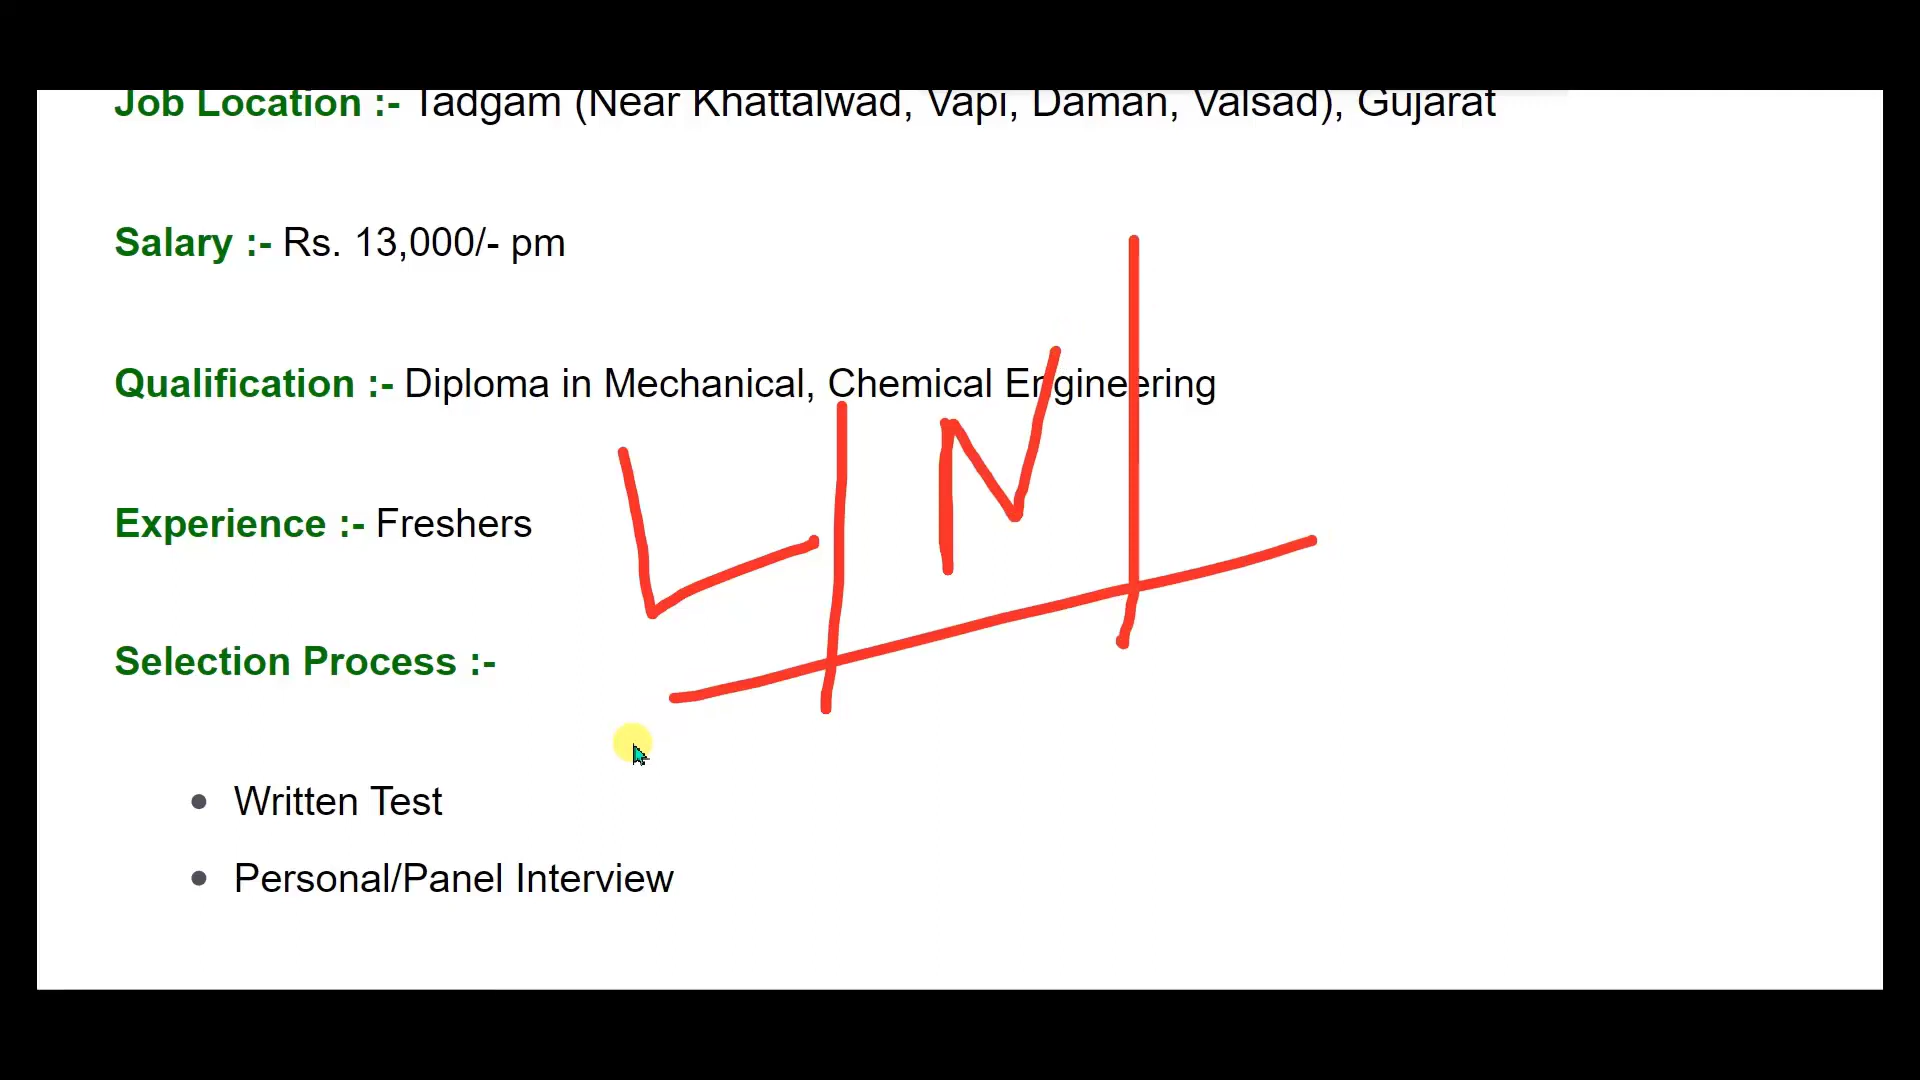 Job Location :- Tadgam (Near Khattalwad, Vapi, Daman, Valsad), Gujarat
Salary :- Rs. 13,000/- pm
Qualification :- Diploma in Mechanical, Chemical Engineering
Experience :- Freshers
Selection Process :-
Written Test
Personal/Panel Interview